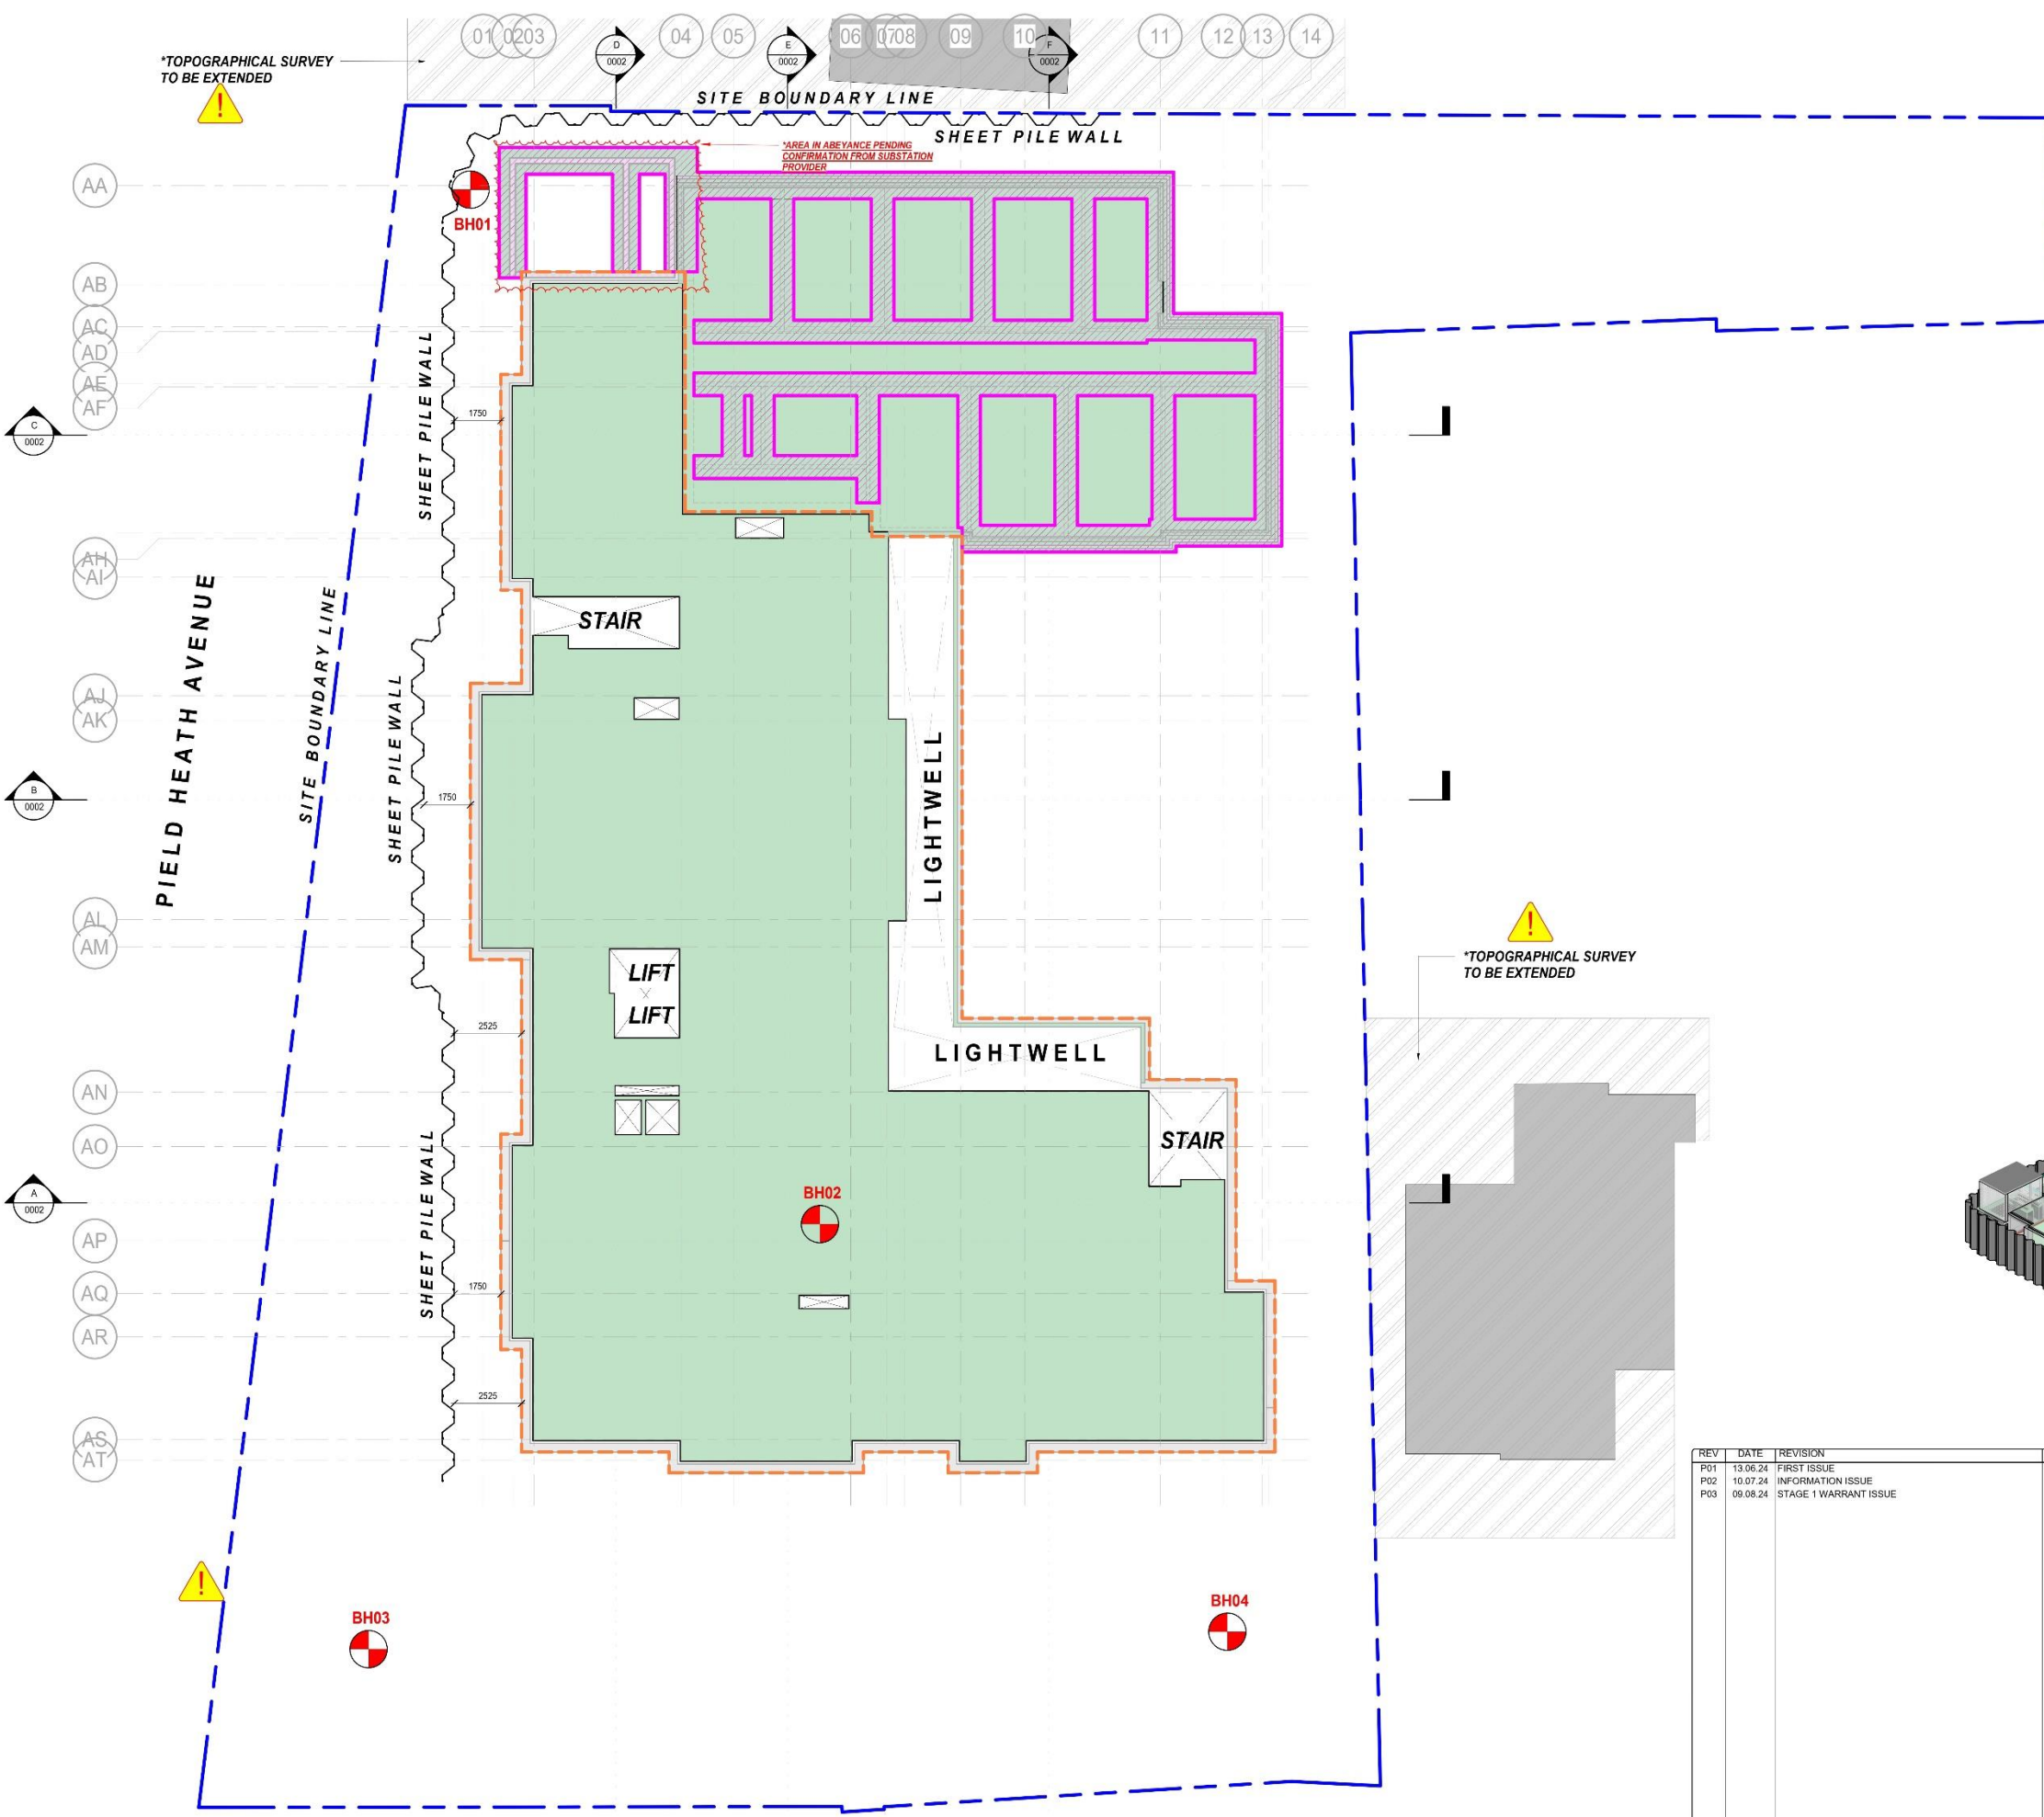 01
02
03
D
0002
04
05
E
0002
06
07
08
09
10
F
0002
11
12
13
14
*TOPOGRAPHICAL SURVEY
TO BE EXTENDED
!
SITE BOUNDARY LINE
SHEET PILE WALL
*AREA IN ABEYANCE PENDING
CONFIRMATION FROM SUBSTATION
PROVIDER
AA
BH01
AB
AC
AD
AE
AF
C
0002
SHEET PILE WALL
1750
AH
AI
PIELD HEATH AVENUE
SITE BOUNDARY LINE
STAIR
AJ
AK
SHEET PILE WALL
1750
B
0002
LIGHTWELL
AL
AM
LIFT
LIFT
!
*TOPOGRAPHICAL SURVEY
TO BE EXTENDED
2525
LIGHTWELL
AN
AO
STAIR
SHEET PILE WALL
A
0002
BH02
AP
AQ
1750
AR
2525
AS
AT
REV DATE REVISION
P01 13.06.24 FIRST ISSUE
P02 10.07.24 INFORMATION ISSUE
P03 09.08.24 STAGE 1 WARRANT ISSUE
!
BH03
BH04